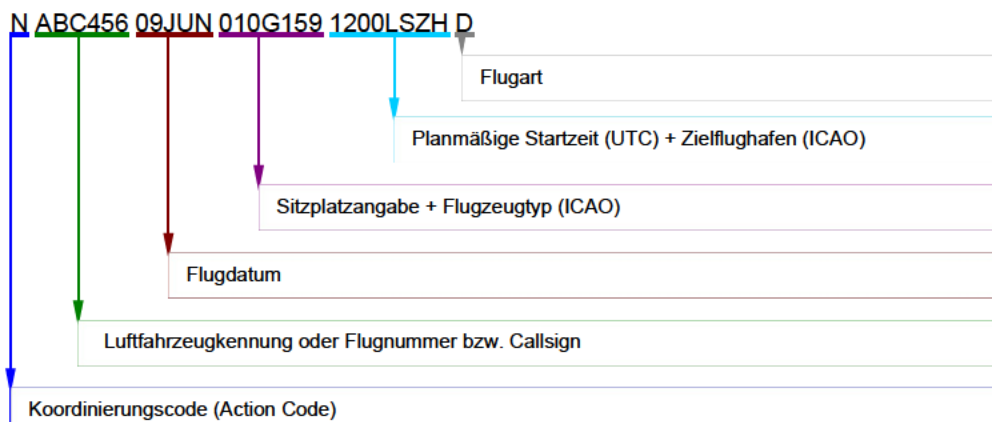 N ABC456 09JUN 010G159 1200LSZH D
Flugart
Planmäßige Startzeit (UTC) + Zielflughafen (ICAO)
Sitzplatzangabe + Flugzeugtyp (ICAO)
Flugdatum
Luftfahrzeugkennung oder Flugnummer bzw. Callsign
Koordinierungscode (Action Code)